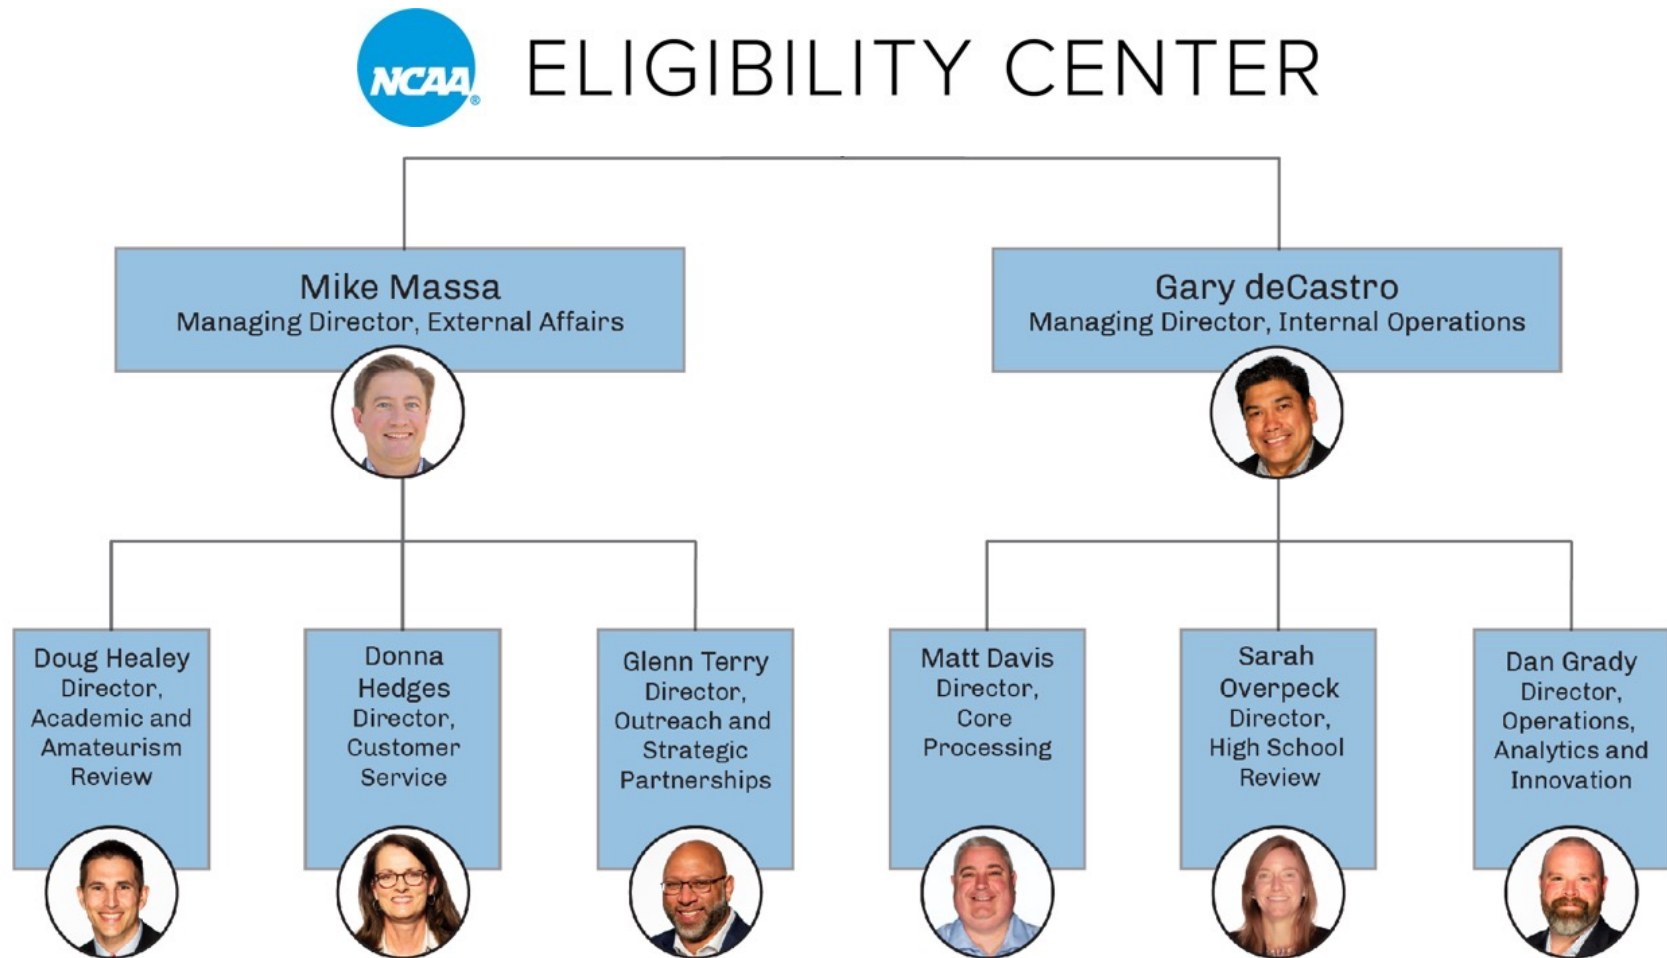 NCAA®
ELIGIBILITY CENTER
Mike Massa
Managing Director, External Affairs
Gary deCastro
Managing Director, Internal Operations
Doug Healey
Director,
Academic and
Amateurism
Review
Donna
Hedges
Director,
Customer
Service
Glenn Terry
Director,
Outreach and
Strategic
Partnerships
Matt Davis
Director,
Core
Processing
Sarah
Overpeck
Director,
High School
Review
Dan Grady
Director,
Operations,
Analytics and
Innovation